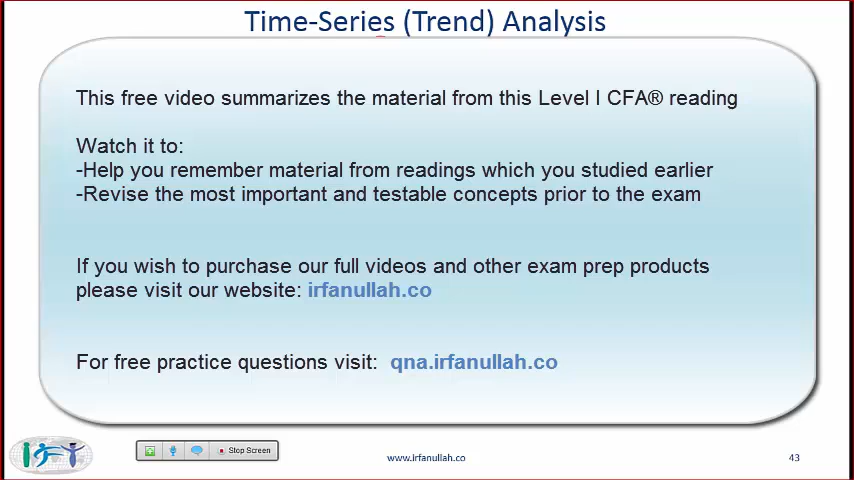 Time-Series (Trend) Analysis
This free video summarizes the material from this Level I CFA® reading
Watch it to:
-Help you remember material from readings which you studied earlier
-Revise the most important and testable concepts prior to the exam
If you wish to purchase our full videos and other exam prep products
please visit our website: irfanullah.co
For free practice questions visit: qna.irfanullah.co
Stop Screen
www.irfanullah.co
43